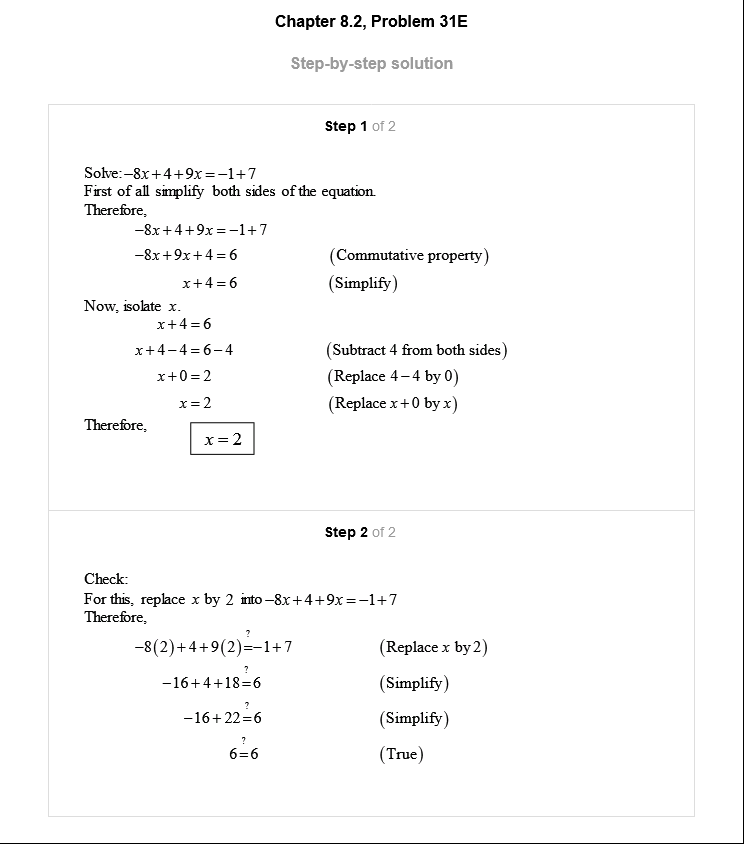 Chapter 8.2, Problem 31E
Step-by-step solution
Step 1 of 2
Solve: −8x+4+9x=−1+7
First of all simplify both sides of the equation.
Therefore,
−8x+4+9x=−1+7
−8x+9x+4=6 (Commutative property)
x+4=6 (Simplify)
Now, isolate x.
x+4=6
x+4−4=6−4 (Subtract 4 from both sides)
x+0=2 (Replace 4−4 by 0)
x=2 (Replace x+0 by x)
Therefore,
x=2
Step 2 of 2
Check:
For this, replace x by 2 into −8x+4+9x=−1+7
Therefore,
−8(2)+4+9(2)≟−1+7 (Replace x by 2)
−16+4+18≟6 (Simplify)
−16+22≟6 (Simplify)
6≟6 (True)